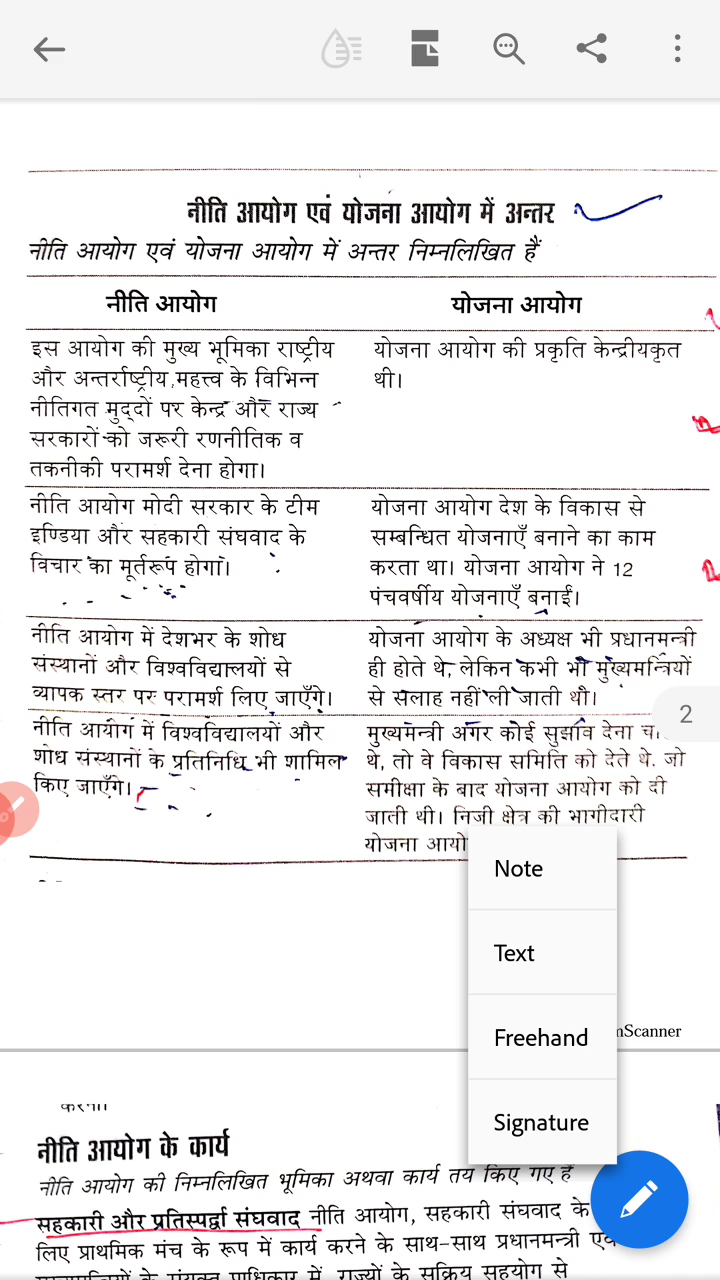 नीति आयोग एवं योजना आयोग में अन्तर
नीति आयोग एवं योजना आयोग में अन्तर निम्नलिखित हैं
नीति आयोग
योजना आयोग
इस आयोग की मुख्य भूमिका राष्ट्रीय
और अन्तर्राष्ट्रीय महत्त्व के विभिन्न
नीतिगत मुद्दों पर केन्द्र और राज्य
सरकारों को जरूरी रणनीतिक व
तकनीकी परामर्श देना होगा।
योजना आयोग की प्रकृति केन्द्रीयकृत
थी।
नीति आयोग मोदी सरकार के टीम
इण्डिया और सहकारी संघवाद के
विचार का मूर्तरूप होगा।
योजना आयोग देश के विकास से
सम्बन्धित योजनाएँ बनाने का काम
करता था। योजना आयोग ने 12
पंचवर्षीय योजनाएँ बनाईं।
नीति आयोग में देशभर के शोध
संस्थानों और विश्वविद्यालयों से
व्यापक स्तर पर परामर्श लिए जाएँगे।
योजना आयोग के अध्यक्ष भी प्रधानमन्त्री
ही होते थे, लेकिन कभी भी मुख्यमन्त्रियों
से सलाह नहीं ली जाती थी।
2
नीति आयोग में विश्वविद्यालयों और
शोध संस्थानों के प्रतिनिधि भी शामिल
किए जाएँगे।
मुख्यमन्त्री अगर कोई सुझाव देना
थे, तो वे विकास समिति को देते थे. जो
समीक्षा के बाद योजना आयोग को दी
जाती थी। निजी क्षेत्र की भागीदारी
योजना
Note
Text
Freehand
Signature
nScanner
नीति आयोग के कार्य
नीति आयोग की निम्नलिखित भूमिका अथवा कार्य तय किए गए हैं
सहकारी और प्रतिस्पर्द्धा संघवाद नीति आयोग, सहकारी संघवाद के
लिए प्राथमिक मंच के रूप में कार्य करने के साथ-साथ प्रधानमन्त्री
के सक्रिय सहयोग से